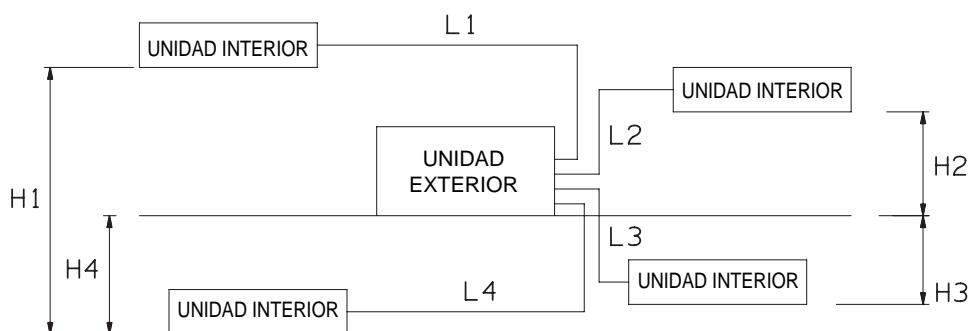 L1
UNIDAD INTERIOR
UNIDAD INTERIOR
L2
UNIDAD
EXTERIOR
H2
H1
L3
H4
UNIDAD INTERIOR
L4
H3
UNIDAD INTERIOR